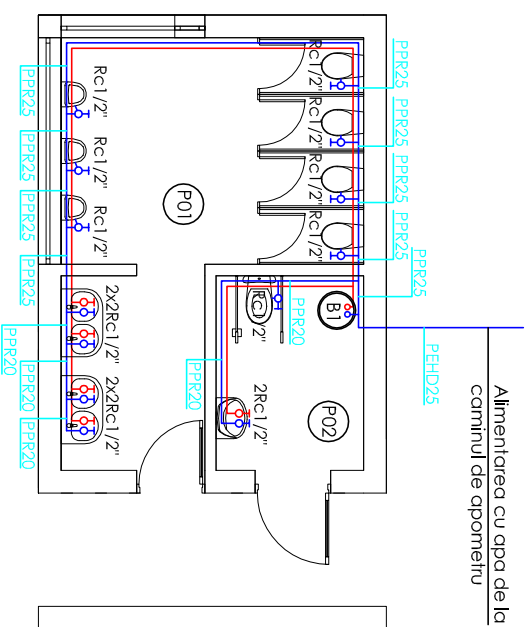 Alimentarea cu apa de la
caminul de apometru
PEHD25
PPR25
PPR25
PPR25
PPR25
PPR25
Rc1/2"
Rc1/2"
Rc1/2"
Rc1/2"
B1
P02
PPR20
Rc1/2"
2Rc1/2"
P01
Rc1/2"
Rc1/2"
Rc1/2"
2x2Rc1/2"
2x2Rc1/2"
PPR25
PPR25
PPR25
PPR25
PPR20
PPR20
PPR20